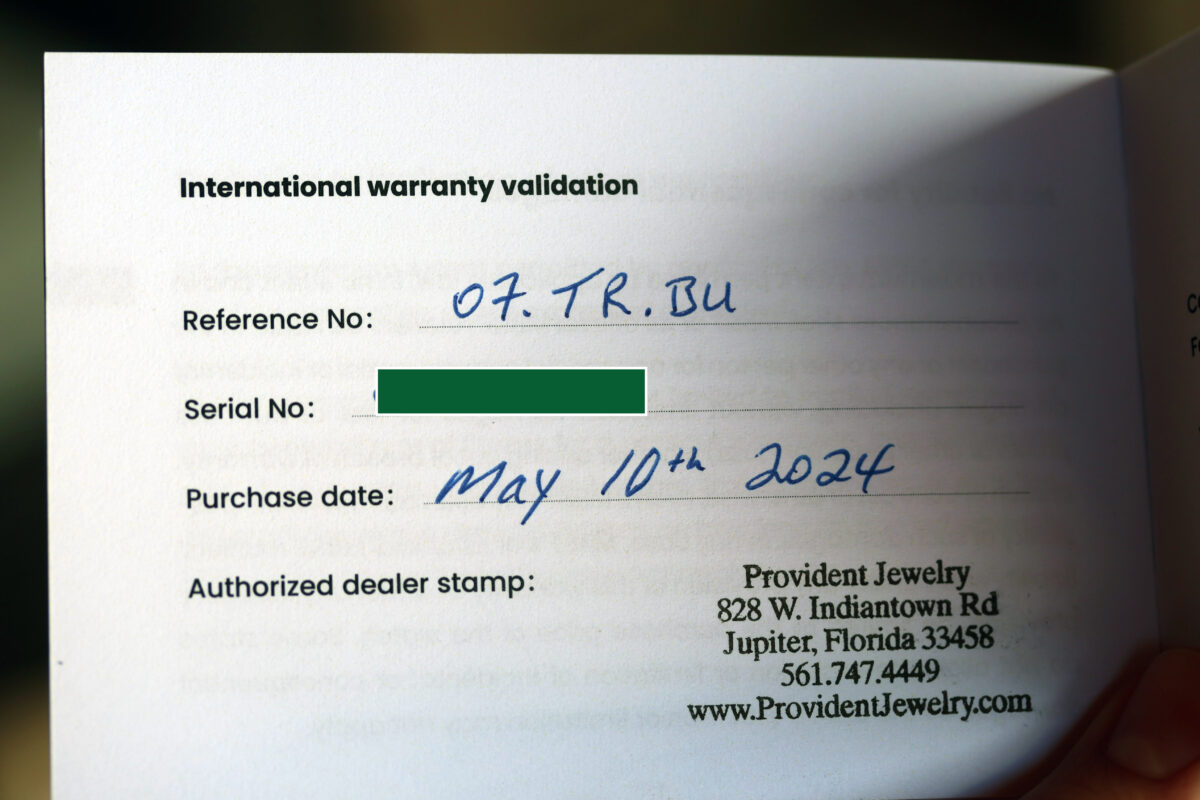 International warranty validation
Reference No: 07.TR.BU
Serial No:
Purchase date: May 10th 2024
Authorized dealer stamp:
Provident Jewelry
828 W. Indiantown Rd
Jupiter, Florida 33458
561.747.4449
www.ProvidentJewelry.com